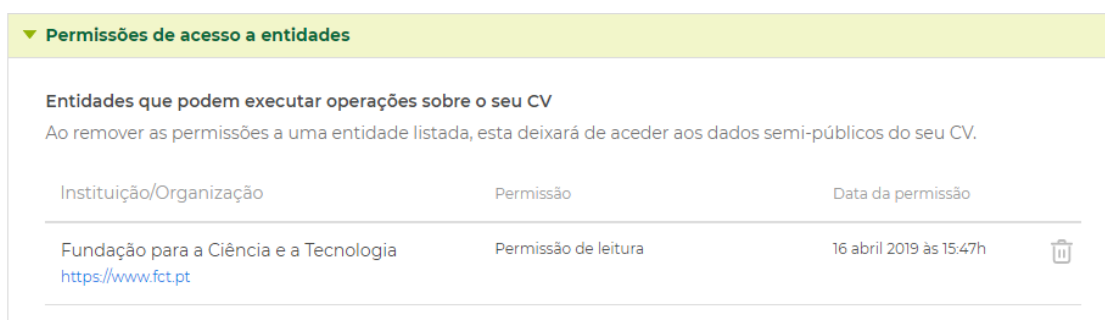 Permissões de acesso a entidades
Entidades que podem executar operações sobre o seu CV
Ao remover as permissões a uma entidade listada, esta deixará de aceder aos dados semi-públicos do seu CV.
Instituição/Organização Permissão Data da permissão
Fundação para a Ciência e a Tecnologia Permissão de leitura 16 abril 2019 às 15:47h
https://www.fct.pt